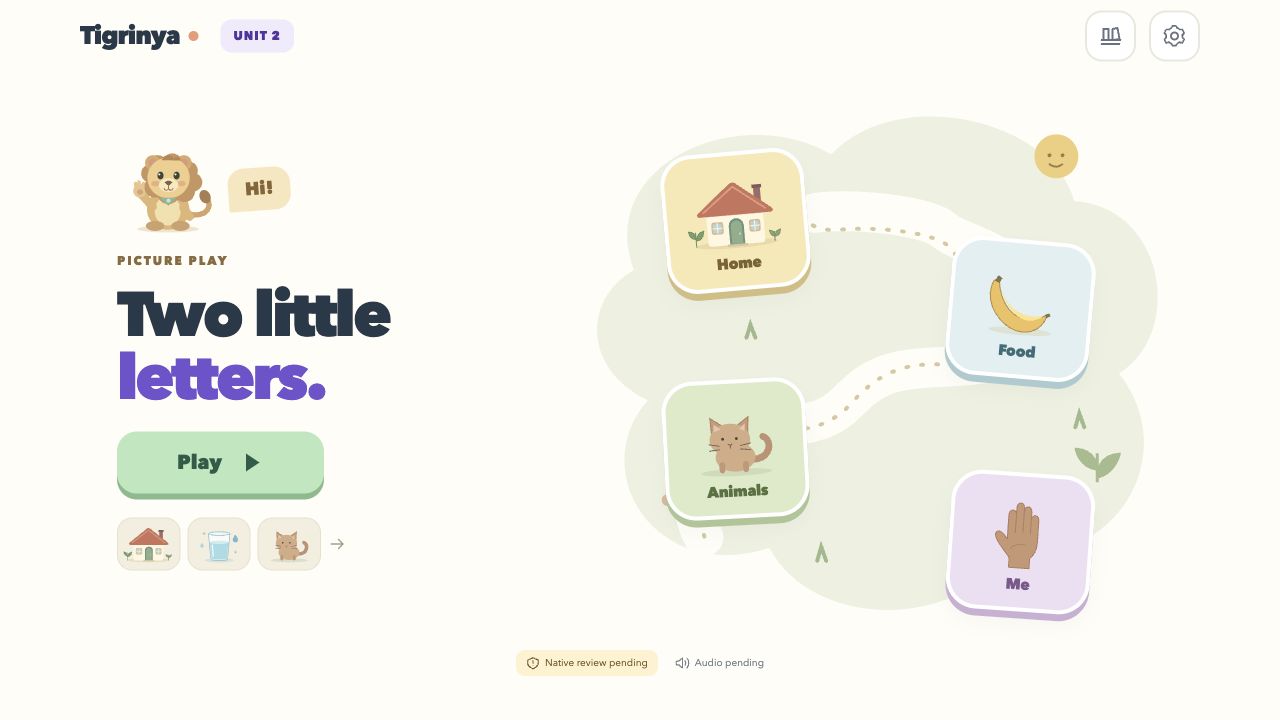 Tigrinya
UNIT 2
Hi!
PICTURE PLAY
Two little
letters.
Play
Home
Food
Animals
Me
Native review pending
Audio pending